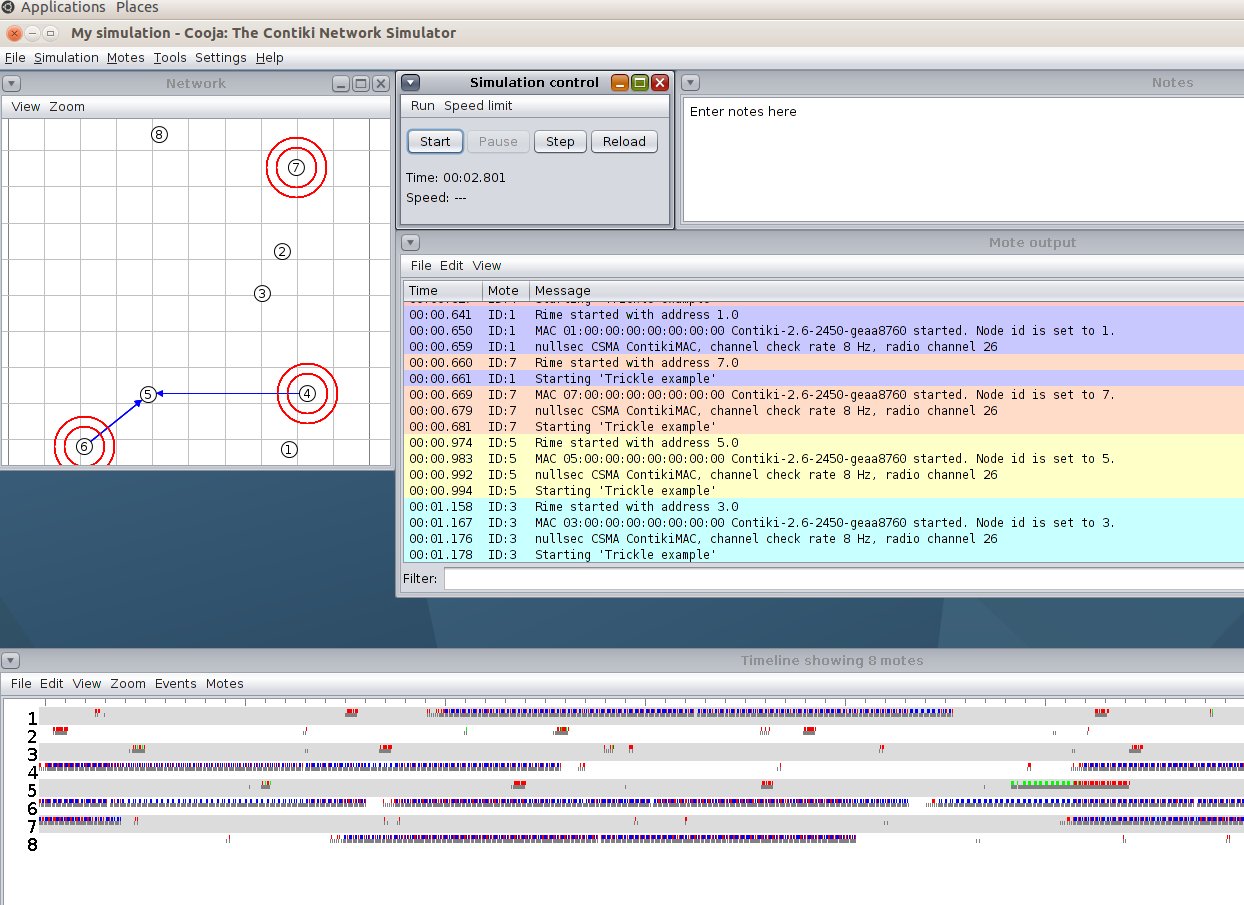 Applications Places
My simulation - Cooja: The Contiki Network Simulator
File Simulation Motes Tools Settings Help
Network
View Zoom
8
7
2
3
5
4
6
1
Simulation control
Run Speed limit
Start Pause Step Reload
Time: 00:02.801
Speed: ---
Notes
Enter notes here
Mote output
File Edit View
Time Mote Message
00:00.641 ID:1 Rime started with address 1.0
00:00.650 ID:1 MAC 01:00:00:00:00:00:00:00 Contiki-2.6-2450-geaa8760 started. Node id is set to 1.
00:00.659 ID:1 nullsec CSMA ContikiMAC, channel check rate 8 Hz, radio channel 26
00:00.660 ID:7 Rime started with address 7.0
00:00.661 ID:1 Starting 'Trickle example'
00:00.669 ID:7 MAC 07:00:00:00:00:00:00:00 Contiki-2.6-2450-geaa8760 started. Node id is set to 7.
00:00.679 ID:7 nullsec CSMA ContikiMAC, channel check rate 8 Hz, radio channel 26
00:00.681 ID:7 Starting 'Trickle example'
00:00.974 ID:5 Rime started with address 5.0
00:00.983 ID:5 MAC 05:00:00:00:00:00:00:00 Contiki-2.6-2450-geaa8760 started. Node id is set to 5.
00:00.992 ID:5 nullsec CSMA ContikiMAC, channel check rate 8 Hz, radio channel 26
00:00.994 ID:5 Starting 'Trickle example'
00:01.158 ID:3 Rime started with address 3.0
00:01.167 ID:3 MAC 03:00:00:00:00:00:00:00 Contiki-2.6-2450-geaa8760 started. Node id is set to 3.
00:01.176 ID:3 nullsec CSMA ContikiMAC, channel check rate 8 Hz, radio channel 26
00:01.178 ID:3 Starting 'Trickle example'
Filter:
Timeline showing 8 motes
File Edit View Zoom Events Motes
1
2
3
4
5
6
7
8